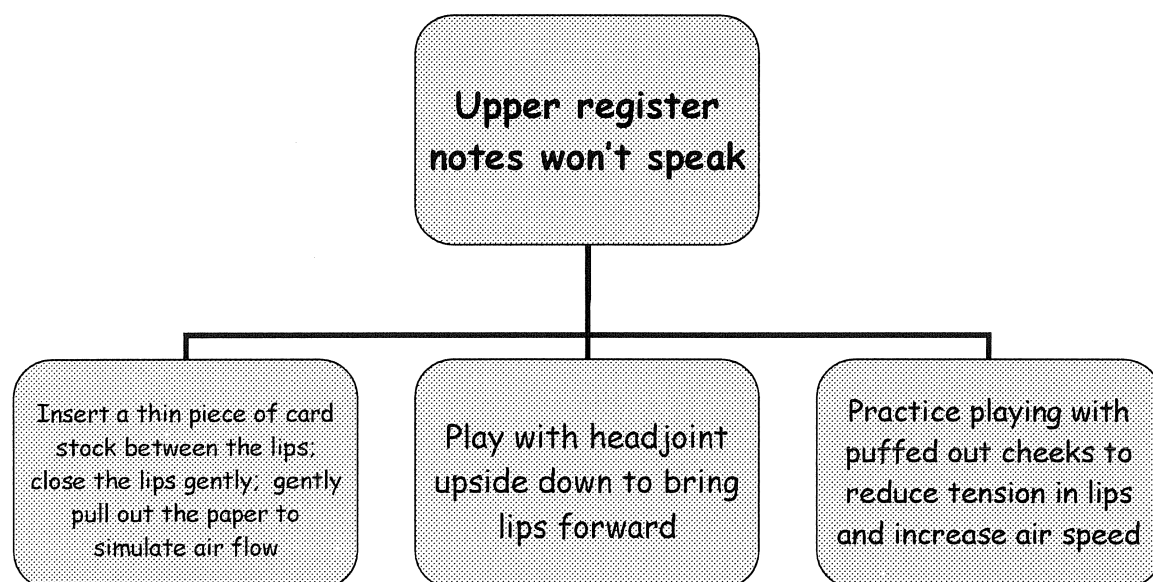 Upper register
notes won't speak
Insert a thin piece of card
stock between the lips;
close the lips gently; gently
pull out the paper to
simulate air flow
Play with headjoint
upside down to bring
lips forward
Practice playing with
puffed out cheeks to
reduce tension in lips
and increase air speed